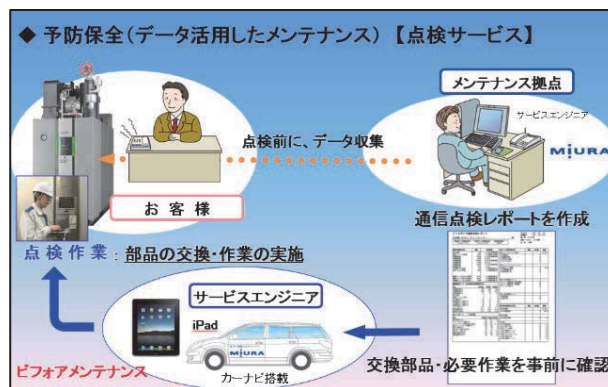 ◆ 予防保全(データ活用したメンテナンス) 【点検サービス】
メンテナンス拠点
サービスエンジニア
MIURA
点検前に、データ収集
お客様
通信点検レポートを作成
点検作業：部品の交換・作業の実施
サービスエンジニア
iPad
MIURA
カーナビ搭載
交換部品・必要作業を事前に確認
ビフォアメンテナンス